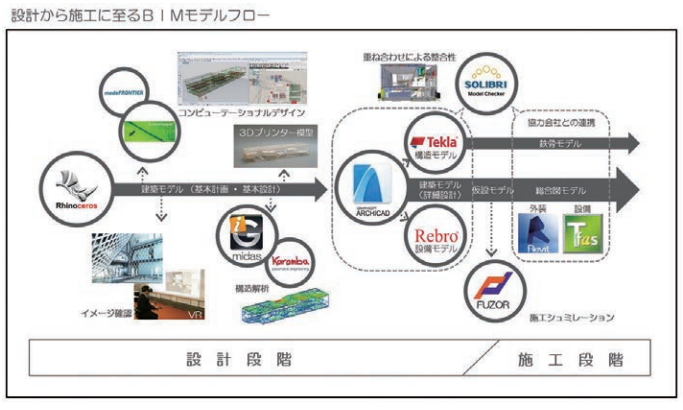 設計から施工に至るBIMモデルフロー
重ね合わせによる整合性
modeFRONTIER
SOLIBRI
Model Checker
コンピューテーショナルデザイン
協力会社との連携
3Dプリンター模型
Tekla
構造モデル
鉄骨モデル
Rhinoceros
建築モデル(基本計画・基本設計)
ARCHICAD
建築モデル
(詳細設計)
仮設モデル
総合図モデル
外装
設備
Revit
Tfas
Rebro
設備モデル
midas
Karamba
構造解析
イメージ確認
VR
FUZOR
施工シュミレーション
設計段階
施工段階